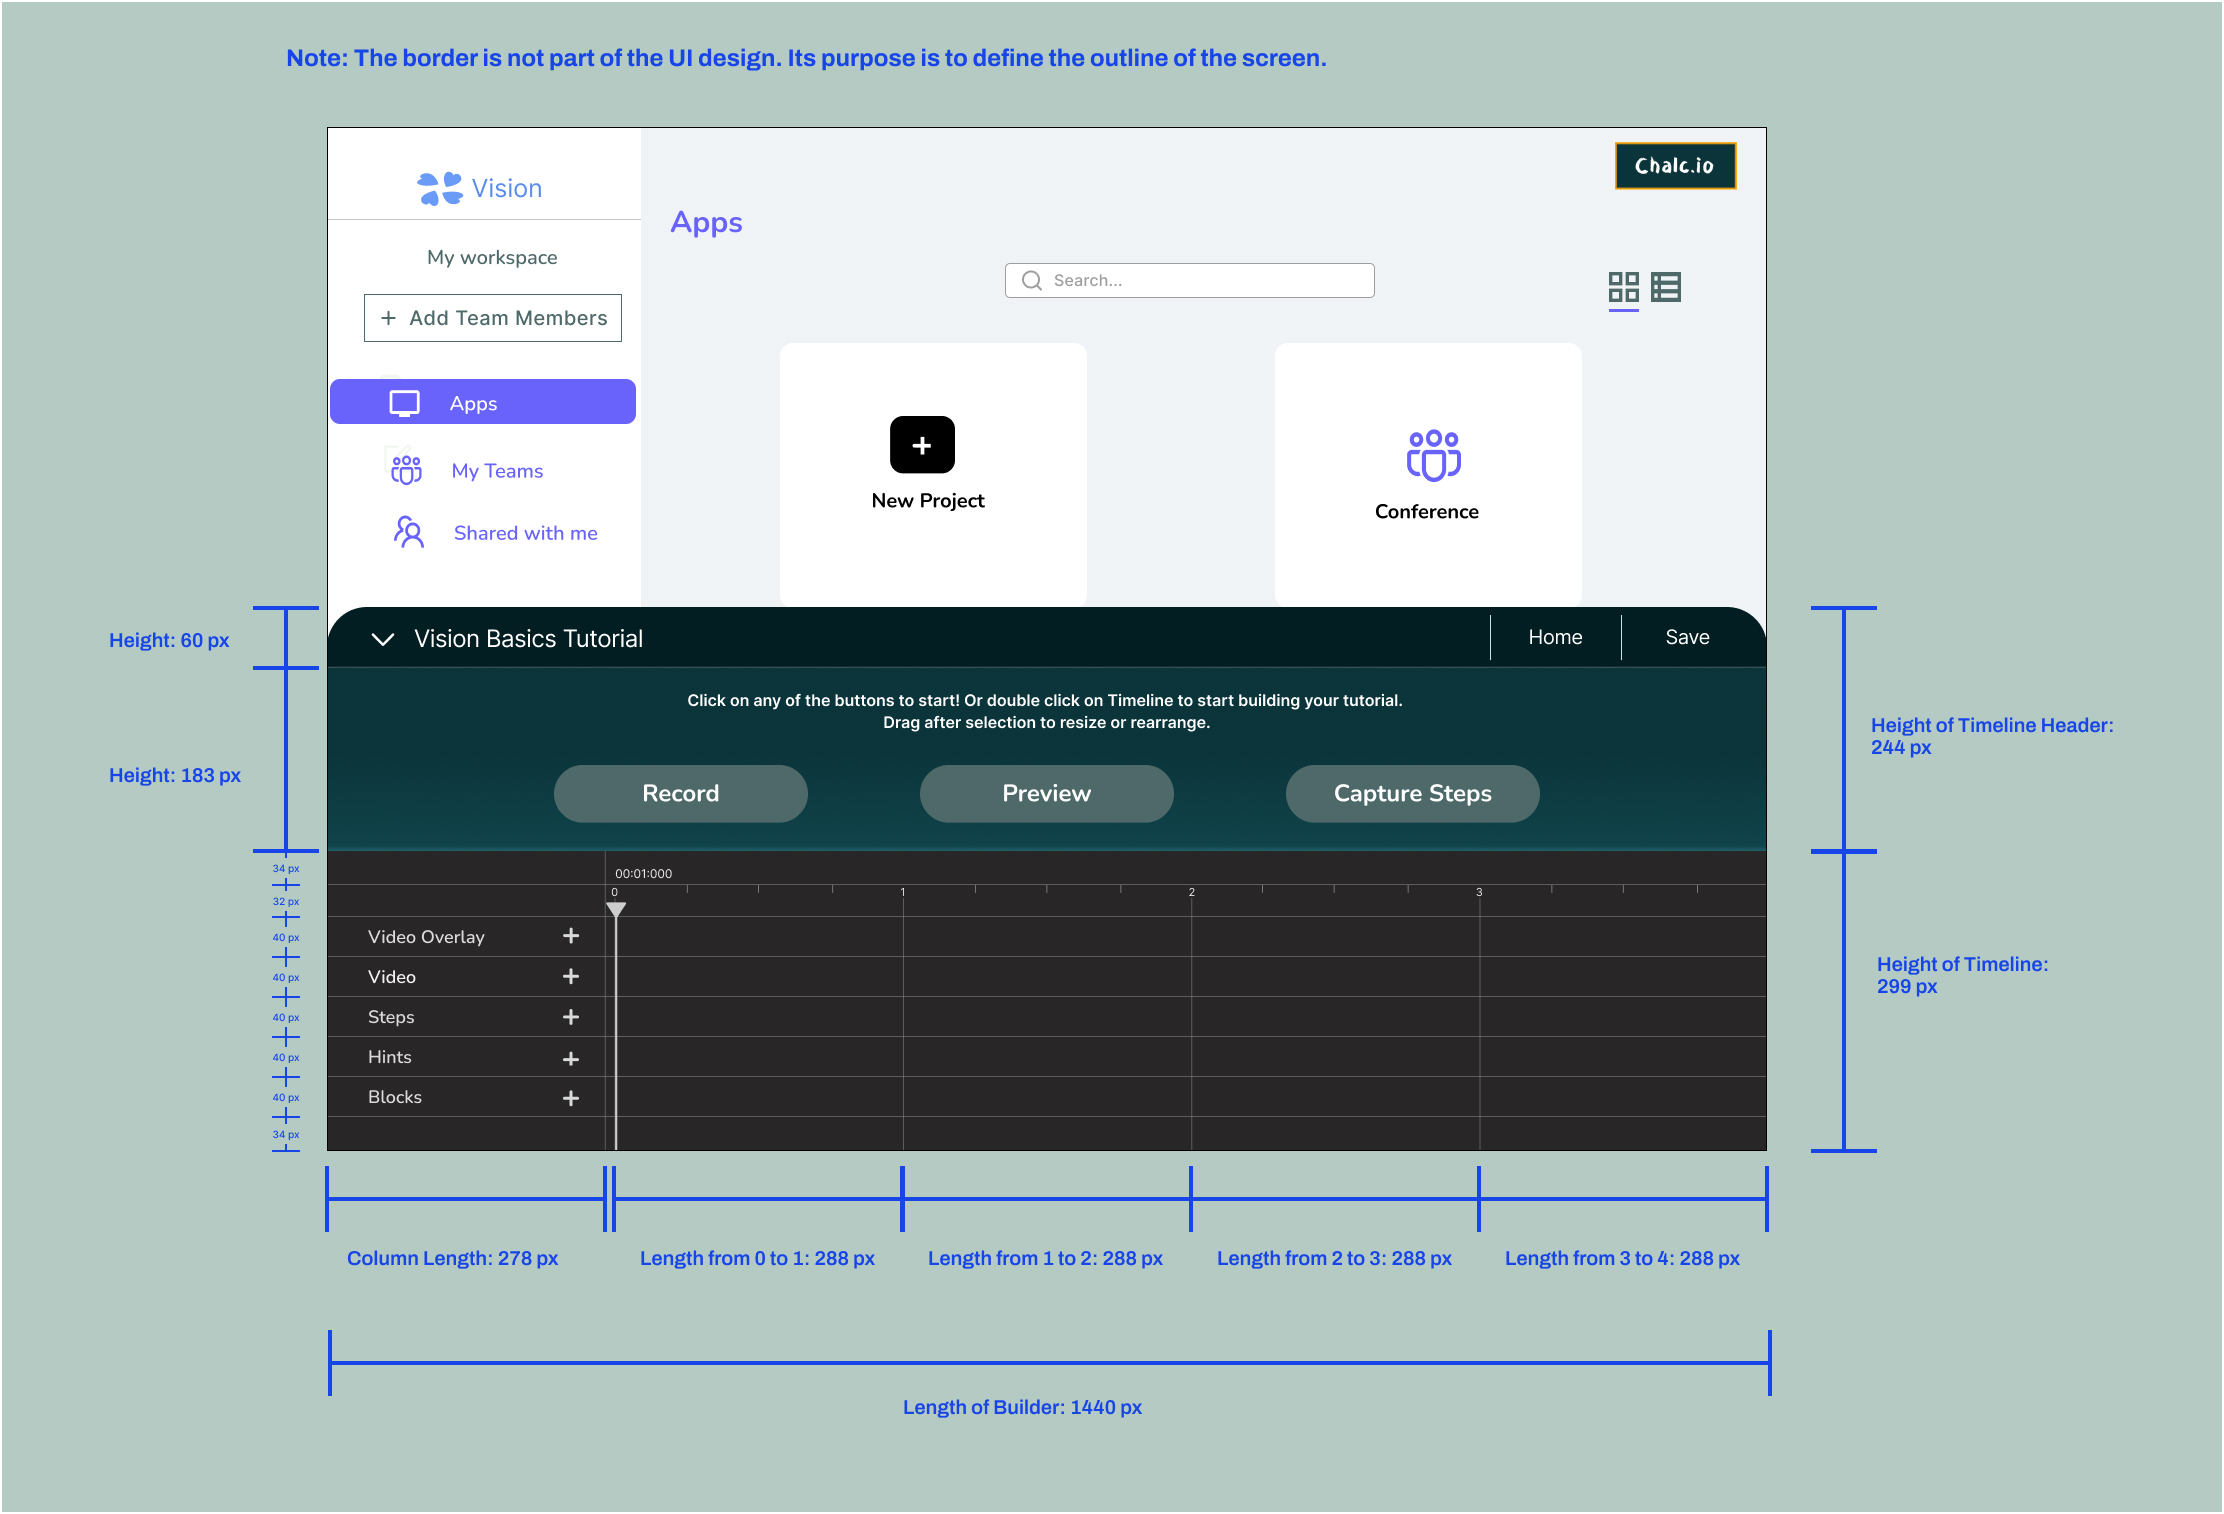 Note: The border is not part of the UI design. Its purpose is to define the outline of the screen.
Chalc.io
Vision
Apps
My workspace
Search...
+ Add Team Members
Apps
My Teams
Shared with me
New Project
Conference
Height: 60 px
Vision Basics Tutorial
Home
Save
Click on any of the buttons to start! Or double click on Timeline to start building your tutorial.
Drag after selection to resize or rearrange.
Height of Timeline Header:
244 px
Height: 183 px
Record
Preview
Capture Steps
34 px
00:01:000
0
1
2
3
32 px
40 px
Video Overlay +
40 px
Video +
Height of Timeline:
299 px
40 px
Steps +
40 px
Hints +
40 px
Blocks +
34 px
Column Length: 278 px
Length from 0 to 1: 288 px
Length from 1 to 2: 288 px
Length from 2 to 3: 288 px
Length from 3 to 4: 288 px
Length of Builder: 1440 px